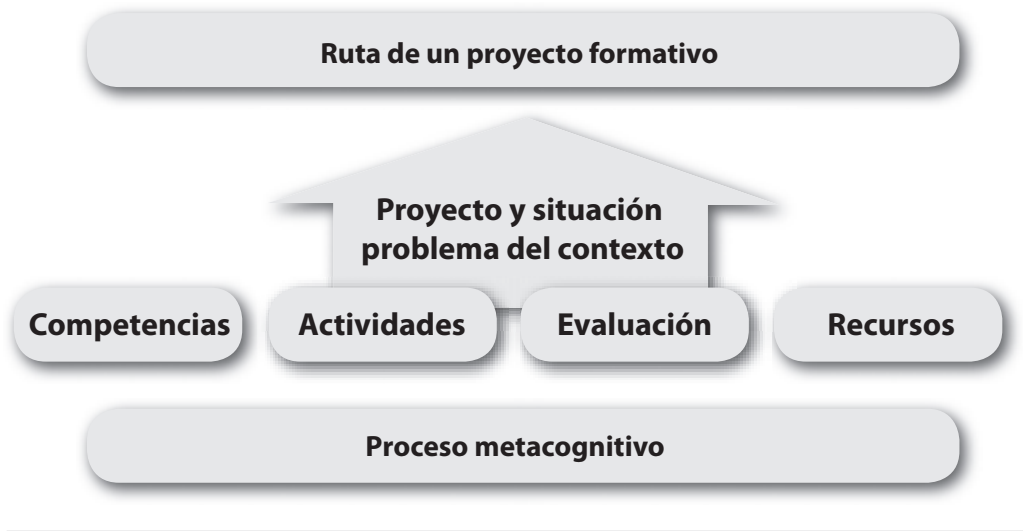 Ruta de un proyecto formativo
Proyecto y situación
problema del contexto
Competencias
Actividades
Evaluación
Recursos
Proceso metacognitivo